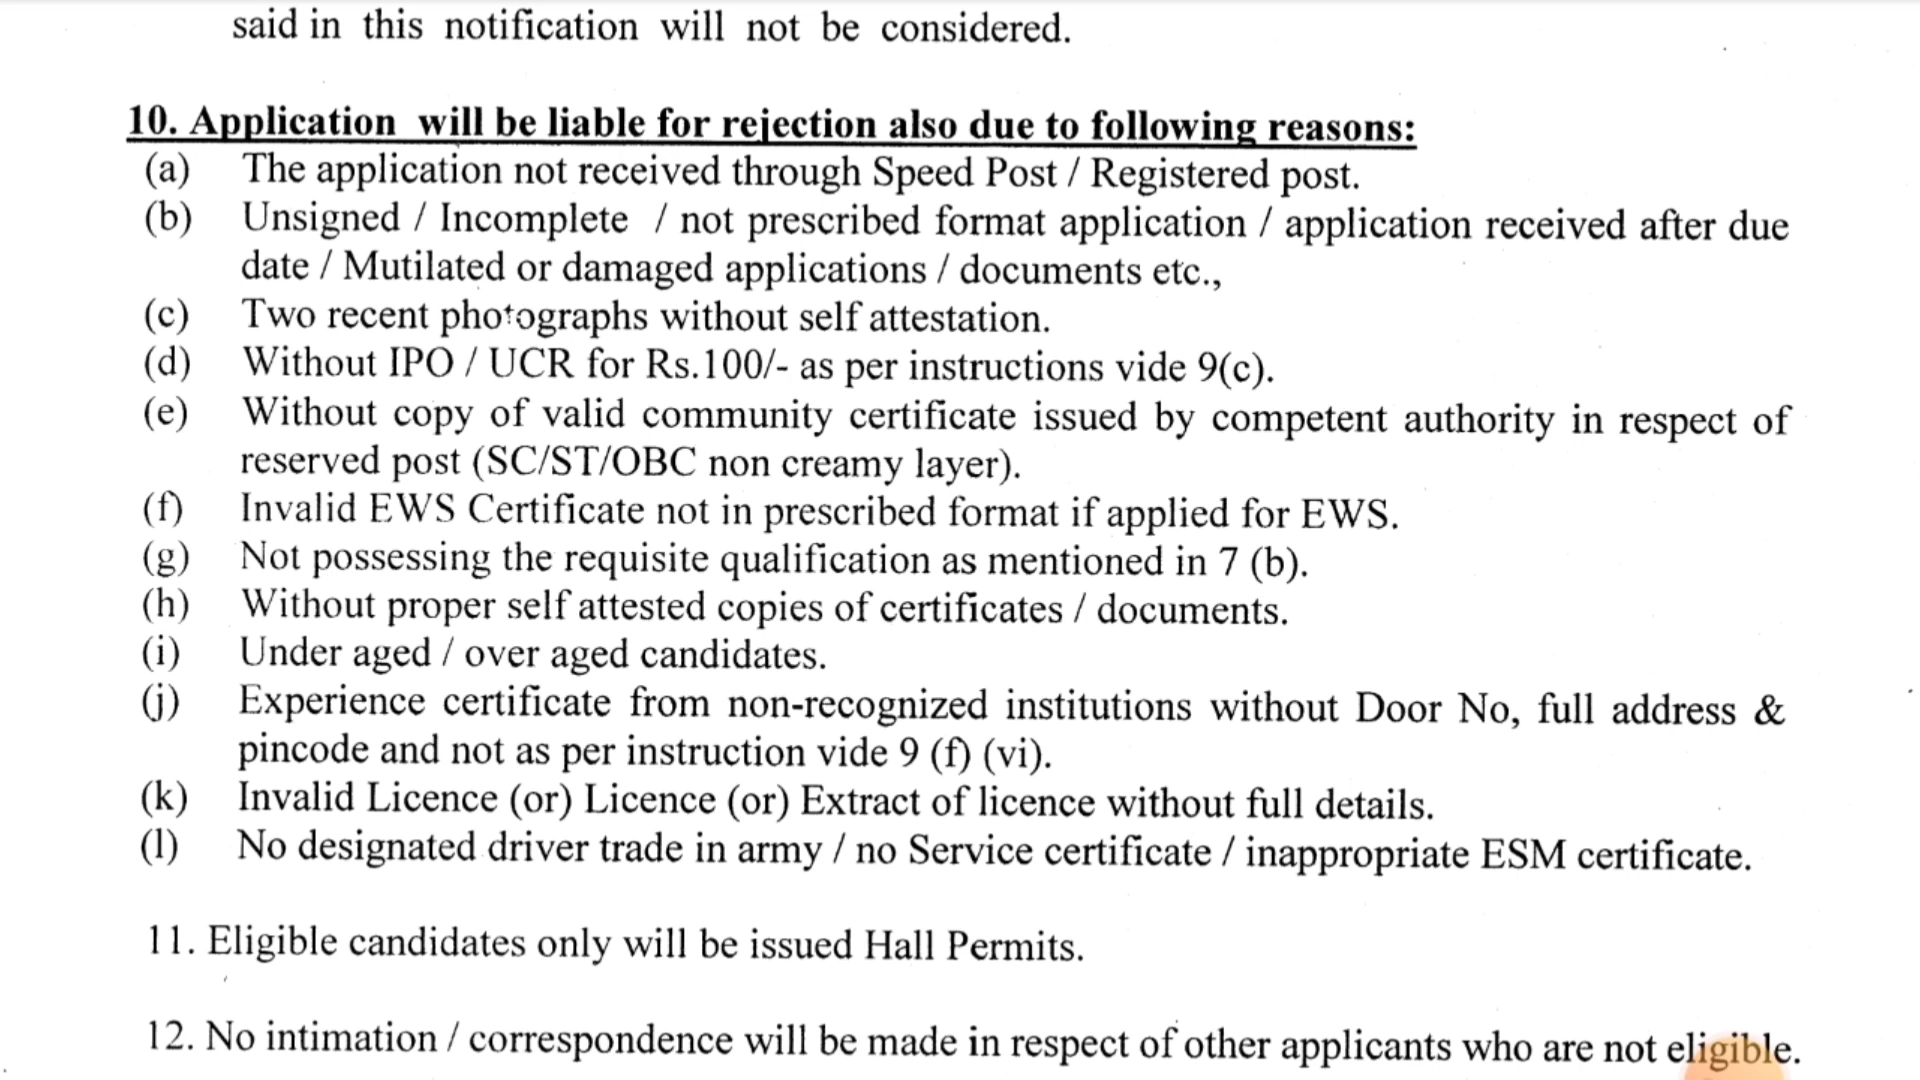 said in this notification will not be considered.
10. Application will be liable for rejection also due to following reasons:
(a) The application not received through Speed Post / Registered post.
(b) Unsigned / Incomplete / not prescribed format application / application received after due
date / Mutilated or damaged applications / documents etc.,
(c) Two recent photographs without self attestation.
(d) Without IPO / UCR for Rs.100/- as per instructions vide 9(c).
(e) Without copy of valid community certificate issued by competent authority in respect of
reserved post (SC/ST/OBC non creamy layer).
(f) Invalid EWS Certificate not in prescribed format if applied for EWS.
(g) Not possessing the requisite qualification as mentioned in 7 (b).
(h) Without proper self attested copies of certificates / documents.
(i) Under aged / over aged candidates.
(j) Experience certificate from non-recognized institutions without Door No, full address &
pincode and not as per instruction vide 9 (f) (vi).
(k) Invalid Licence (or) Licence (or) Extract of licence without full details.
(l) No designated driver trade in army / no Service certificate / inappropriate ESM certificate.
11. Eligible candidates only will be issued Hall Permits.
12. No intimation / correspondence will be made in respect of other applicants who are not eligible.